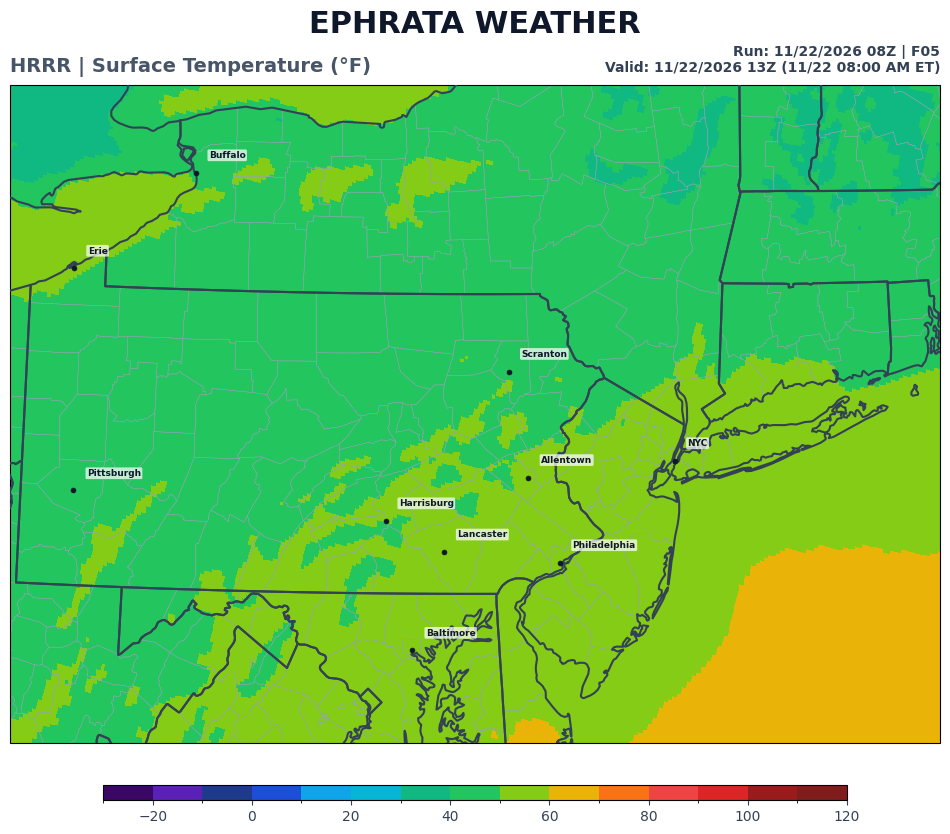 EPHRATA WEATHER
HRRR | Surface Temperature (°F)
Run: 11/22/2026 08Z | F05
Valid: 11/22/2026 13Z (11/22 08:00 AM ET)
Buffalo
Erie
Scranton
NYC
Allentown
Pittsburgh
Harrisburg
Lancaster
Philadelphia
Baltimore
−20 0 20 40 60 80 100 120